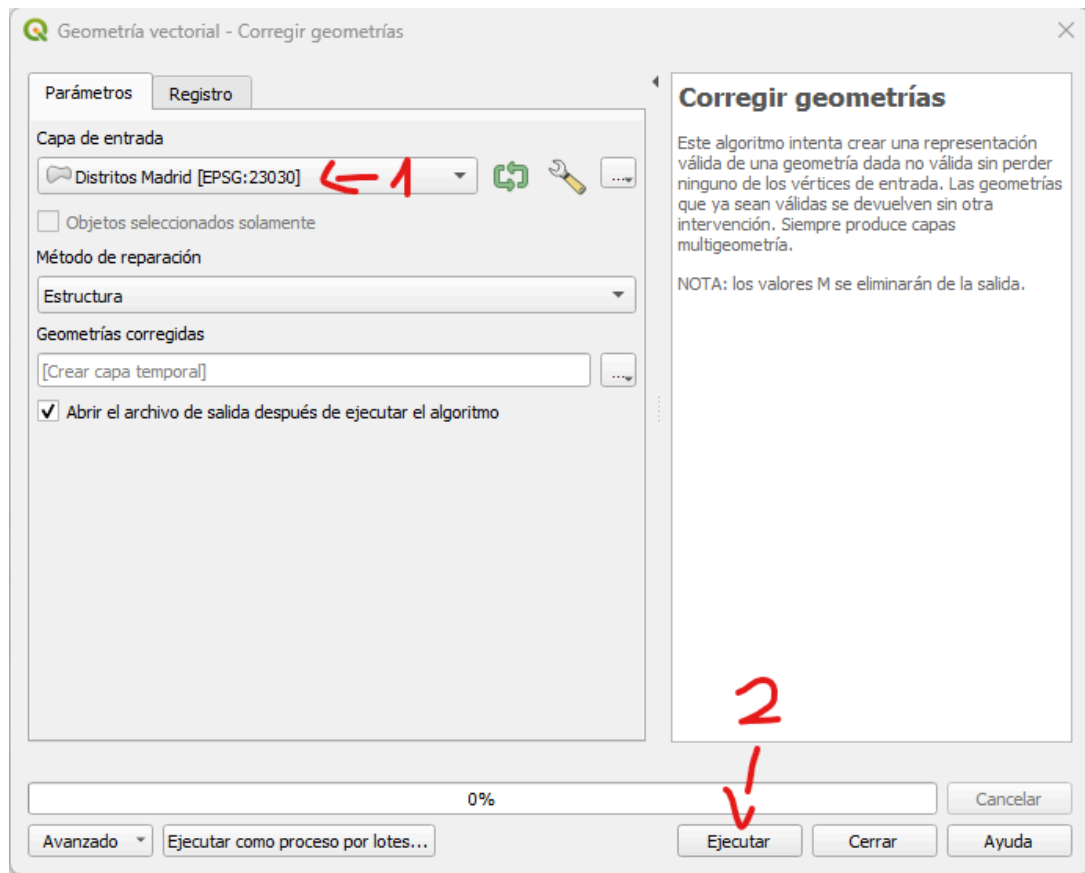 Geometría vectorial - Corregir geometrías
Parámetros
Registro
Capa de entrada
Distritos Madrid [EPSG:23030]
1
...
Objetos seleccionados solamente
Método de reparación
Estructura
Geometrías corregidas
[Crear capa temporal]
...
Abrir el archivo de salida después de ejecutar el algoritmo
Corregir geometrías
Este algoritmo intenta crear una representación
válida de una geometría dada no válida sin perder
ninguno de los vértices de entrada. Las geometrías
que ya sean válidas se devuelven sin otra
intervención. Siempre produce capas
multigeometría.
NOTA: los valores M se eliminarán de la salida.
2
0%
Cancelar
Avanzado
Ejecutar como proceso por lotes...
Ejecutar
Cerrar
Ayuda